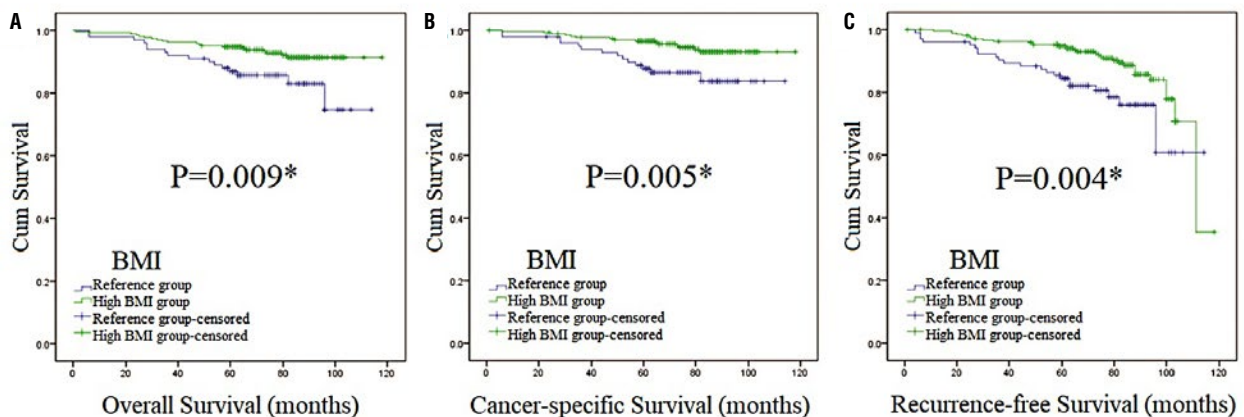 A
Cum Survival
1.0
0.8
0.6
0.4
0.2
0.0
P=0.009*
BMI
Reference group
High BMI group
Reference group-censored
High BMI group-censored
0 20 40 60 80 100 120
Overall Survival (months)
B
Cum Survival
1.0
0.8
0.6
0.4
0.2
0.0
P=0.005*
BMI
Reference group
High BMI group
Reference group-censored
High BMI group-censored
0 20 40 60 80 100 120
Cancer-specific Survival (months)
C
Cum Survival
1.0
0.8
0.6
0.4
0.2
0.0
P=0.004*
BMI
Reference group
High BMI group
Reference group-censored
High BMI group-censored
0 20 40 60 80 100 120
Recurrence-free Survival (months)